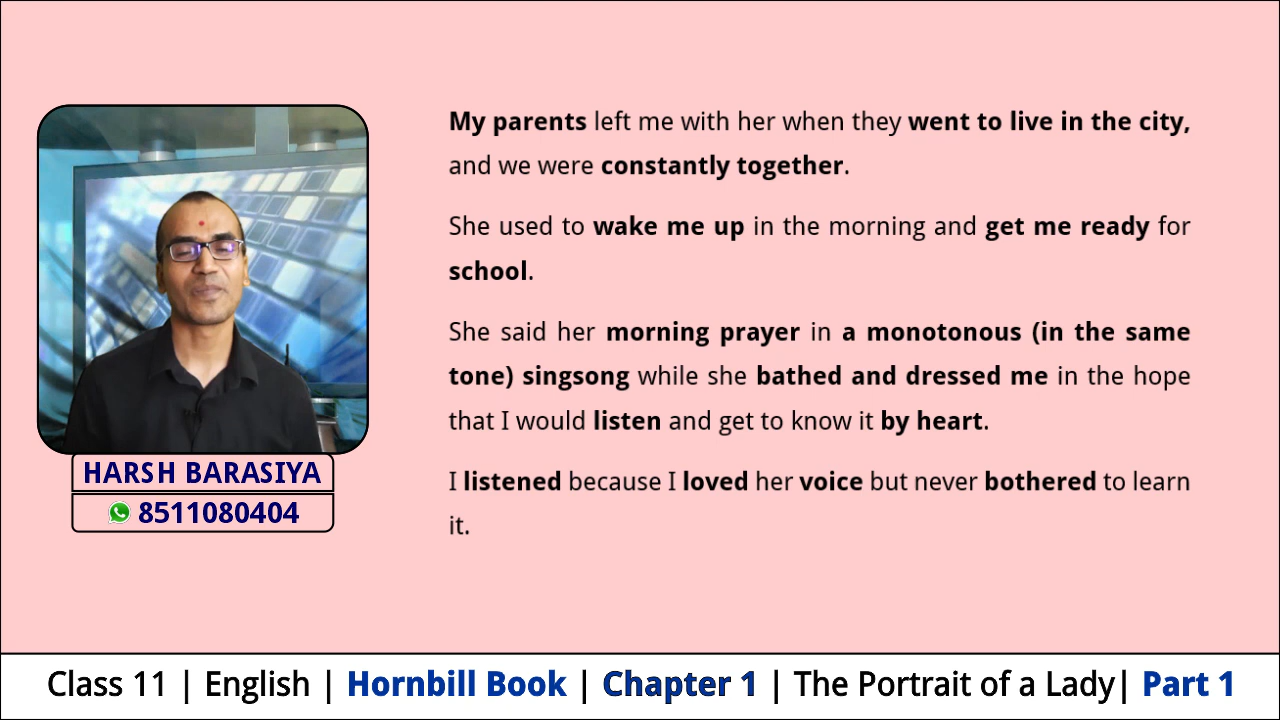 My parents left me with her when they went to live in the city,
and we were constantly together.
She used to wake me up in the morning and get me ready for
school.
She said her morning prayer in a monotonous (in the same
tone) singsong while she bathed and dressed me in the hope
that I would listen and get to know it by heart.
I listened because I loved her voice but never bothered to learn
it.
HARSH BARASIYA
8511080404
Class 11 | English | Hornbill Book | Chapter 1 | The Portrait of a Lady| Part 1